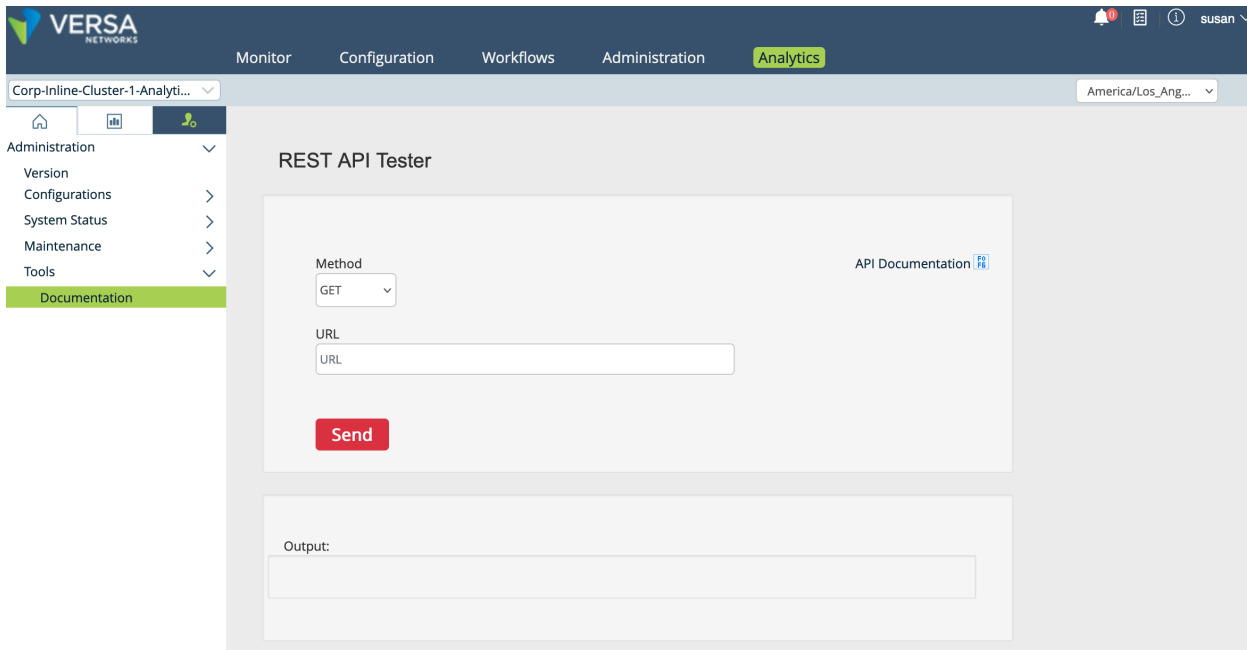 VERSA
NETWORKS
0
susan
Monitor Configuration Workflows Administration Analytics
Corp-Inline-Cluster-1-Analyti...
America/Los_Ang...
Administration
Version
Configurations
System Status
Maintenance
Tools
Documentation
REST API Tester
Method
API Documentation
GET
URL
URL
Send
Output: